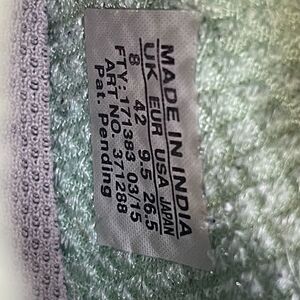 MADE IN INDIA
UK EUR USA JAPAN
8 42 9.5 26.5
FTY: 171383 03/15
ART NO. 371288
Pat. Pending